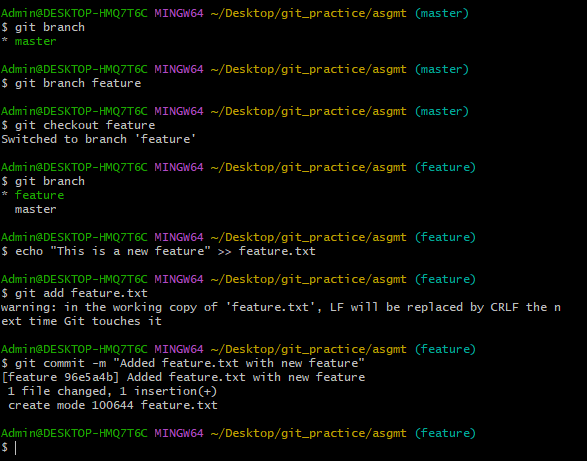 Admin@DESKTOP-HMQ7T6C MINGW64 ~/Desktop/git_practice/asgmt (master)
$ git branch
* master
Admin@DESKTOP-HMQ7T6C MINGW64 ~/Desktop/git_practice/asgmt (master)
$ git branch feature
Admin@DESKTOP-HMQ7T6C MINGW64 ~/Desktop/git_practice/asgmt (master)
$ git checkout feature
Switched to branch 'feature'
Admin@DESKTOP-HMQ7T6C MINGW64 ~/Desktop/git_practice/asgmt (feature)
$ git branch
* feature
  master
Admin@DESKTOP-HMQ7T6C MINGW64 ~/Desktop/git_practice/asgmt (feature)
$ echo "This is a new feature" >> feature.txt
Admin@DESKTOP-HMQ7T6C MINGW64 ~/Desktop/git_practice/asgmt (feature)
$ git add feature.txt
warning: in the working copy of 'feature.txt', LF will be replaced by CRLF the n
ext time Git touches it
Admin@DESKTOP-HMQ7T6C MINGW64 ~/Desktop/git_practice/asgmt (feature)
$ git commit -m "Added feature.txt with new feature"
[feature 96e5a4b] Added feature.txt with new feature
 1 file changed, 1 insertion(+)
 create mode 100644 feature.txt
Admin@DESKTOP-HMQ7T6C MINGW64 ~/Desktop/git_practice/asgmt (feature)
$